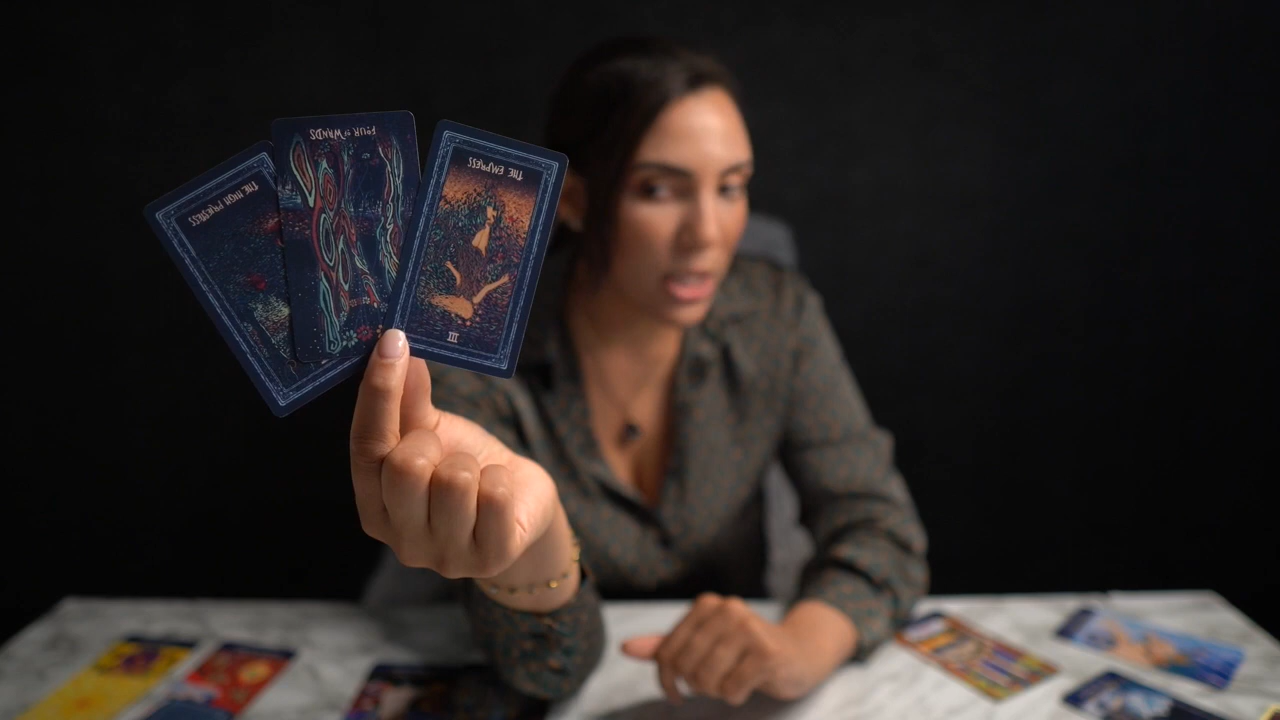 THE HIGH PRIESTESS
FOUR OF WANDS
THE EMPRESS
III